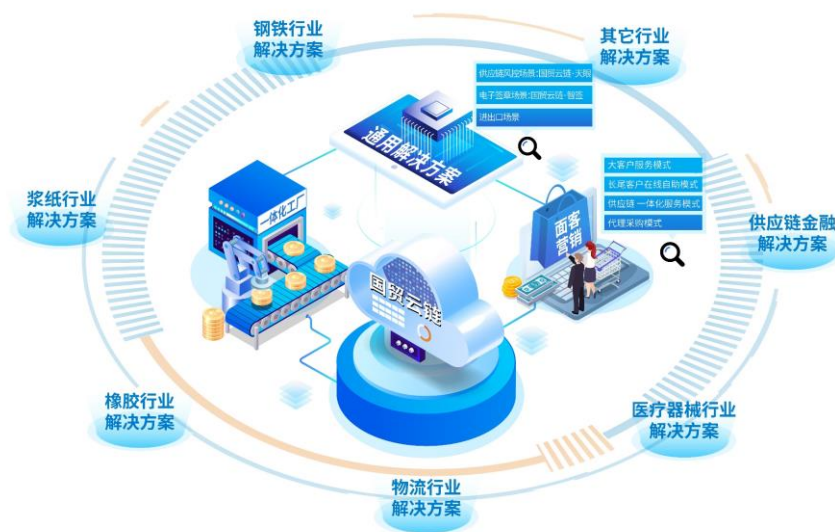 钢铁行业
解决方案
其它行业
解决方案
供应链风控场景:国贸云链-天眼
电子签章场景:国贸云链-智签
进出口场景
通用解决方案
大客户服务模式
长尾客户在线自助模式
供应链一体化服务模式
代理采购模式
浆纸行业
解决方案
一体化工厂
面客
营销
供应链金融
解决方案
国贸云链
橡胶行业
解决方案
医疗器械行业
解决方案
物流行业
解决方案